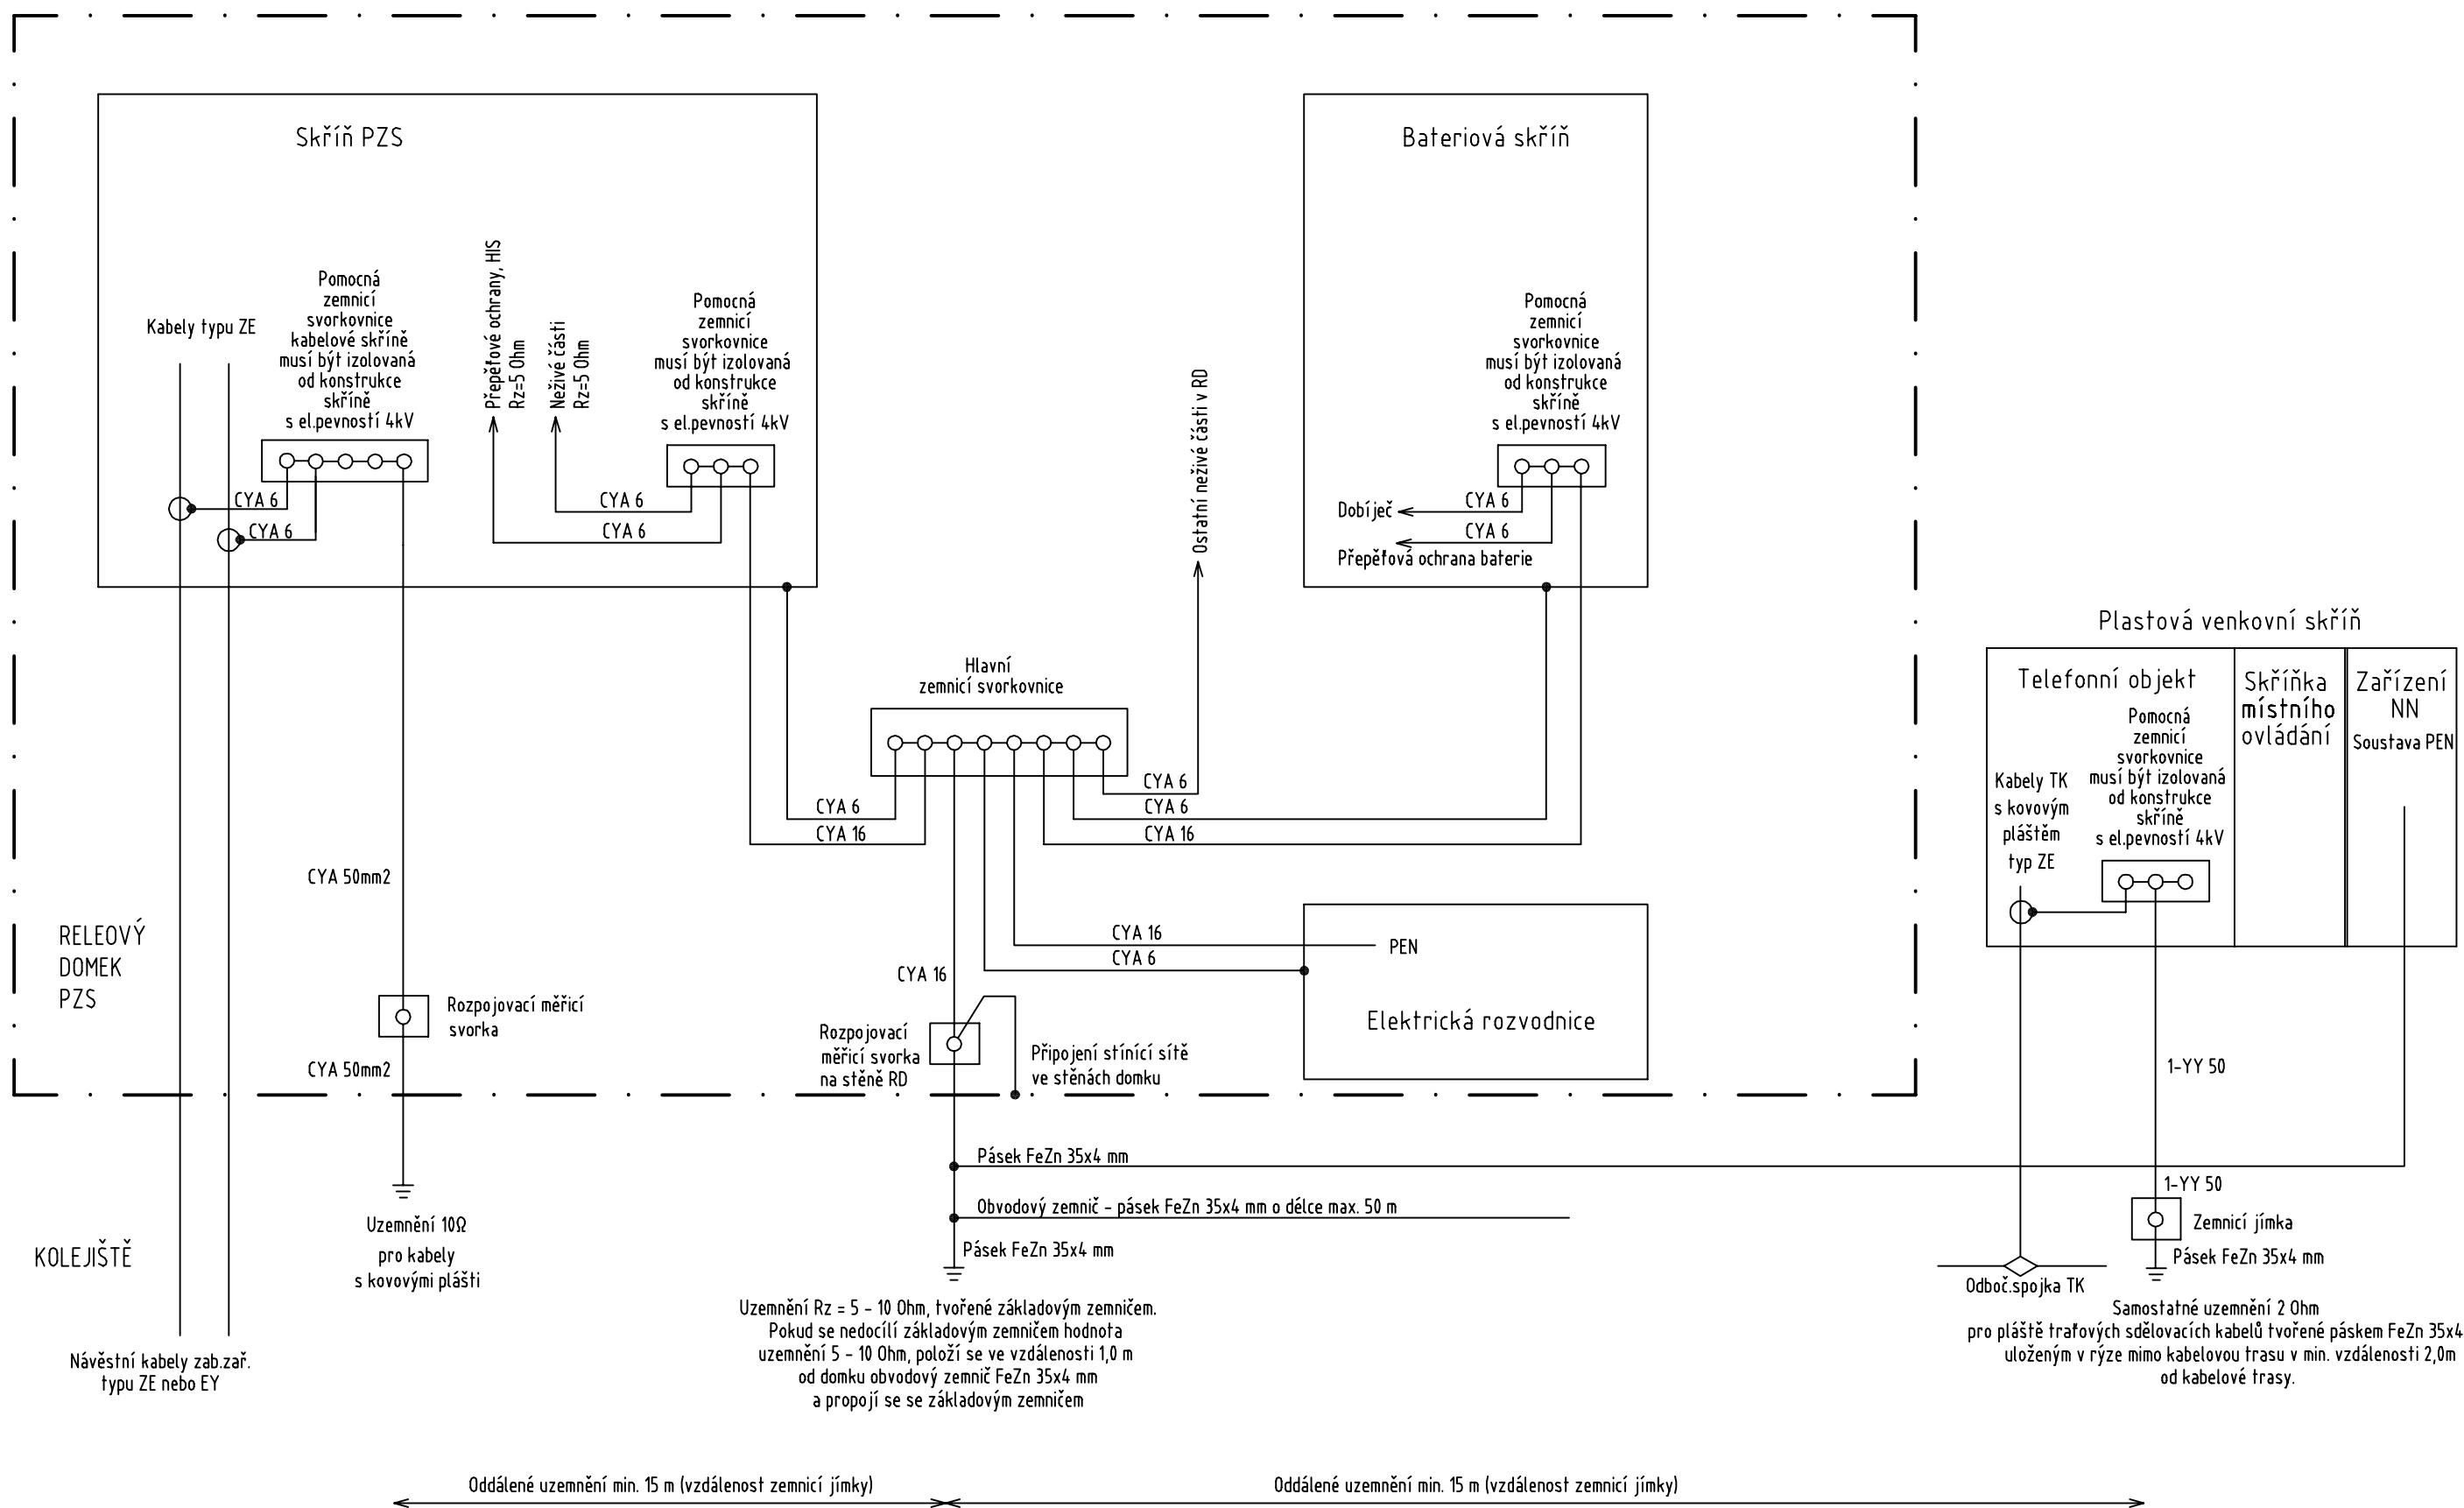 Skříň PZS
Bateriová skříň
Kabely typu ZE
Pomocná
zemnicí
svorkovnice
kabelové skříně
musí být izolovaná
od konstrukce
skříně
s el.pevností 4kV
Přepěťové ochrany, HIS
Rz=5 Ohm
Neživé části
Rz=5 Ohm
Pomocná
zemnicí
svorkovnice
musí být izolovaná
od konstrukce
skříně
s el.pevností 4kV
Ostatní neživé části v RD
Pomocná
zemnicí
svorkovnice
musí být izolovaná
od konstrukce
skříně
s el.pevností 4kV
CYA 6
CYA 6
CYA 6
CYA 6
Dobíječ
CYA 6
CYA 6
Přepěťová ochrana baterie
Hlavní
zemnicí svorkovnice
CYA 6
CYA 16
CYA 6
CYA 6
CYA 16
Plastová venkovní skříň
Telefonní objekt
Skříňka
místního
ovládání
Zařízení
NN
Soustava PEN
Pomocná
zemnicí
svorkovnice
musí být izolovaná
od konstrukce
skříně
s el.pevností 4kV
Kabely TK
s kovovým
pláštěm
typ ZE
CYA 50mm2
RELEOVÝ
DOMEK
PZS
CYA 16
CYA 6
PEN
CYA 16
Elektrická rozvodnice
Rozpojovací měřicí
svorka
CYA 50mm2
Rozpojovací
měřicí svorka
na stěně RD
Připojení stínící sítě
ve stěnách domku
1-YY 50
Pásek FeZn 35x4 mm
Obvodový zemnič - pásek FeZn 35x4 mm o délce max. 50 m
Pásek FeZn 35x4 mm
1-YY 50
Zemnicí jímka
Pásek FeZn 35x4 mm
Odboč.spojka TK
KOLEJIŠTĚ
Uzemnění 10Ω
pro kabely
s kovovými plášti
Návěstní kabely zab.zař.
typu ZE nebo EY
Uzemnění Rz = 5 - 10 Ohm, tvořené základovým zemničem.
Pokud se nedocílí základovým zemničem hodnota
uzemnění 5 - 10 Ohm, položí se ve vzdálenosti 1,0 m
od domku obvodový zemnič FeZn 35x4 mm
a propojí se se základovým zemničem
Samostatné uzemnění 2 Ohm
pro pláště traťových sdělovacích kabelů tvořené páskem FeZn 35x4
uloženým v rýze mimo kabelovou trasu v min. vzdálenosti 2,0m
od kabelové trasy.
Oddálené uzemnění min. 15 m (vzdálenost zemnicí jímky)
Oddálené uzemnění min. 15 m (vzdálenost zemnicí jímky)